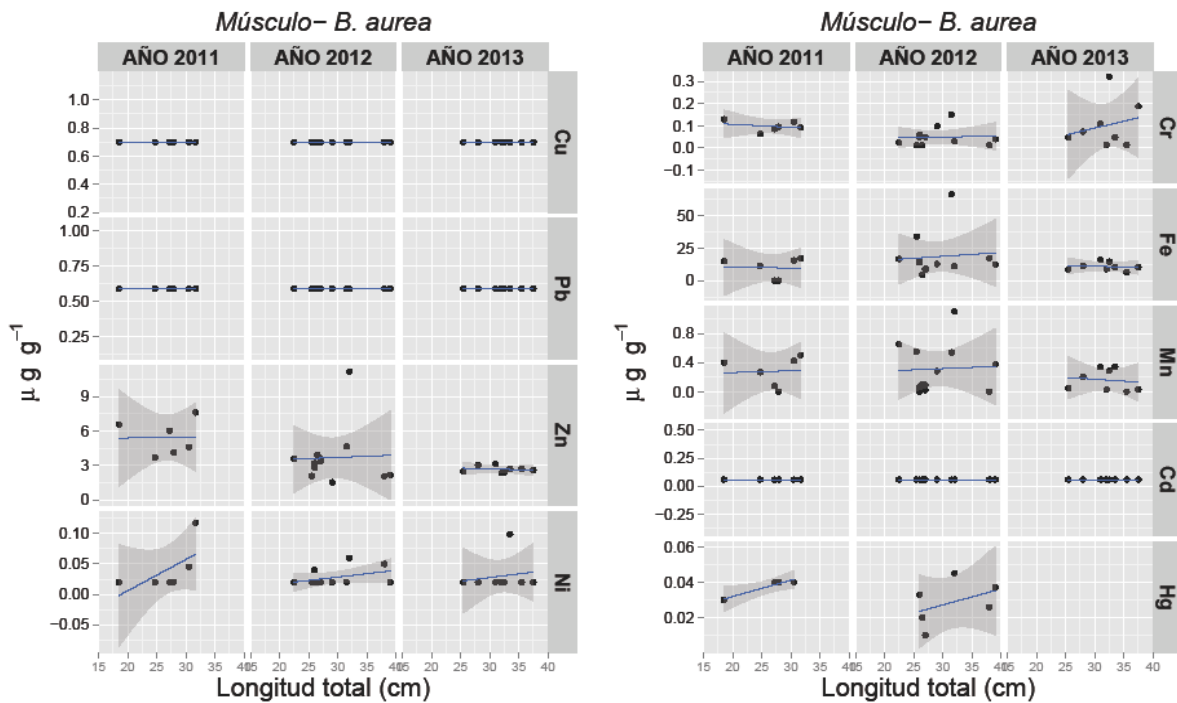 Músculo− B. aurea
AÑO 2011 AÑO 2012 AÑO 2013
1.0
0.8
0.6
0.4
0.2
Cu
1.00
0.75
0.50
0.25
Pb
9
6
3
0
Zn
0.10
0.05
0.00
−0.05
Ni
µ g g−1
15 20 25 30 35 40 15 20 25 30 35 40 15 20 25 30 35 40
Longitud total (cm)
Músculo− B. aurea
AÑO 2011 AÑO 2012 AÑO 2013
0.3
0.2
0.1
0.0
−0.1
Cr
50
25
0
Fe
0.8
0.4
0.0
Mn
0.50
0.25
0.00
−0.25
Cd
0.06
0.04
0.02
Hg
µ g g−1
15 20 25 30 35 40 15 20 25 30 35 40 15 20 25 30 35 40
Longitud total (cm)